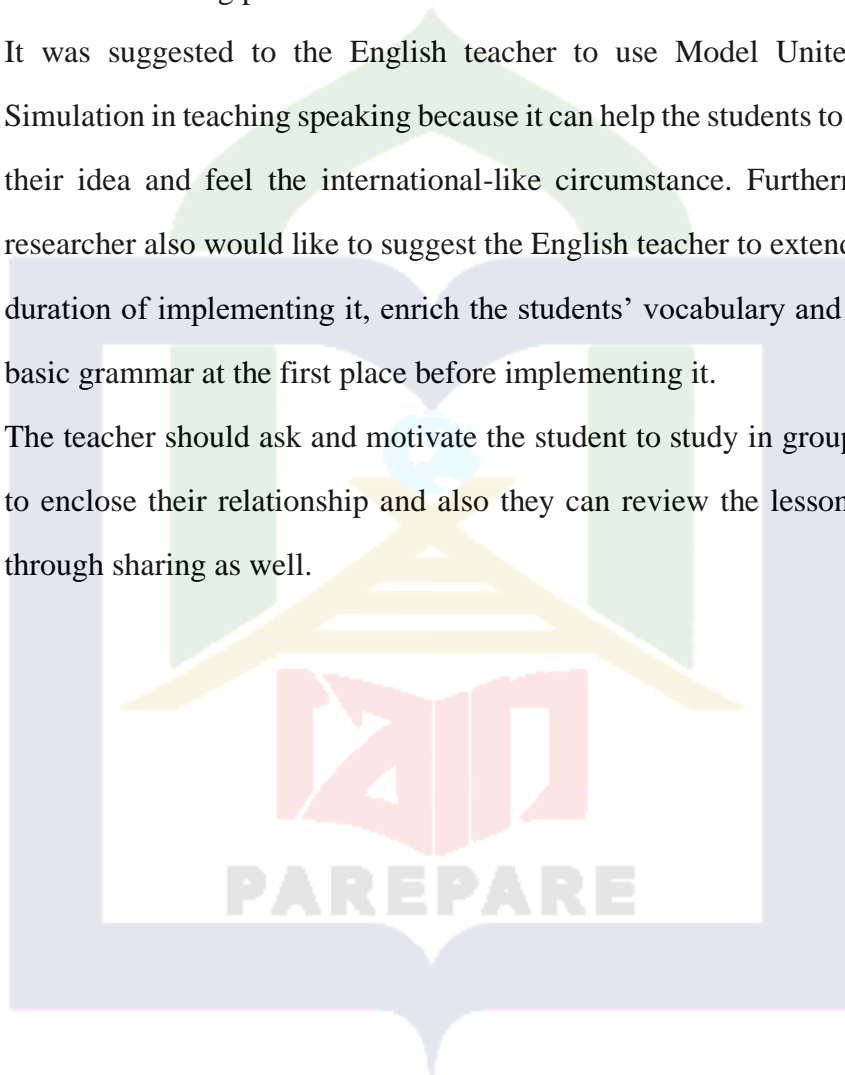 It was suggested to the English teacher to use Model Unite
Simulation in teaching speaking because it can help the students to
their idea and feel the international-like circumstance. Furthern
researcher also would like to suggest the English teacher to extend
duration of implementing it, enrich the students’ vocabulary and
basic grammar at the first place before implementing it.
The teacher should ask and motivate the student to study in group
to enclose their relationship and also they can review the lesson
through sharing as well.
iain
PAREPARE